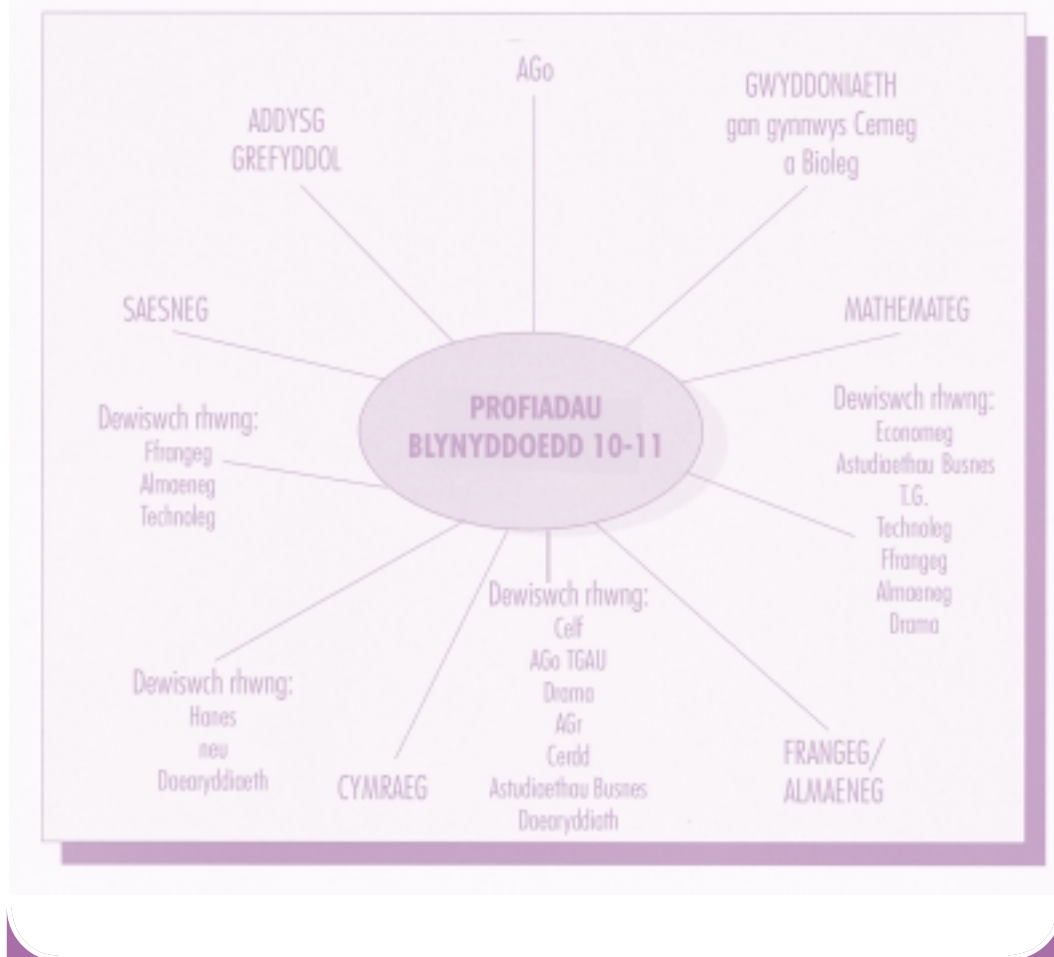 AGo
GWYDDONIAETH
gan gynnwys Cemeg
a Bioleg
ADDYSG
GREFYDDOL
SAESNEG
MATHEMATEG
PROFIADAU
BLYNYDDOEDD 10-11
Dewiswch rhwng:
Ffrangeg
Almaeneg
Technoleg
Dewiswch rhwng:
Economeg
Astudiaethau Busnes
T.G.
Technoleg
Ffrangeg
Almaeneg
Drama
Dewiswch rhwng:
Hanes
neu
Daearyddiaeth
CYMRAEG
Dewiswch rhwng:
Celf
AGo TGAU
Drama
AGr
Cerdd
Astudiaethau Busnes
Daearyddiath
FRANGEG/
ALMAENEG